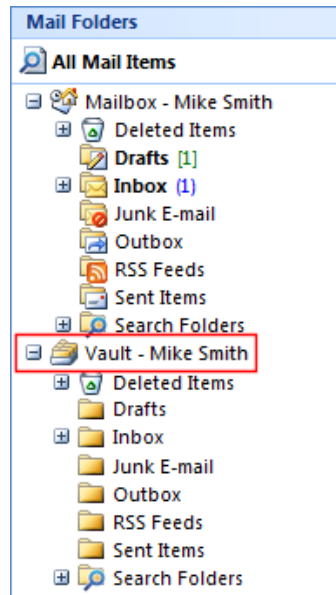 Mail Folders
All Mail Items
Mailbox - Mike Smith
Deleted Items
Drafts [1]
Inbox (1)
Junk E-mail
Outbox
RSS Feeds
Sent Items
Search Folders
Vault - Mike Smith
Deleted Items
Drafts
Inbox
Junk E-mail
Outbox
RSS Feeds
Sent Items
Search Folders